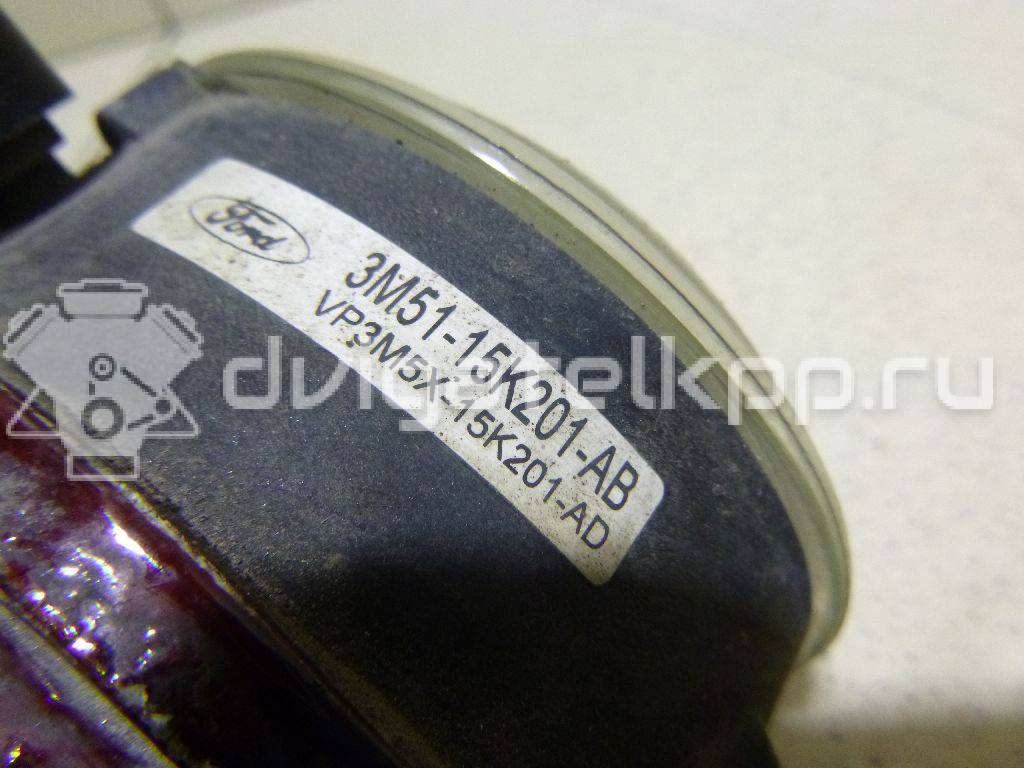 Ford
3M51-15K201-AB
VP3M5X-15K201-AD
dvigatelkpp.ru